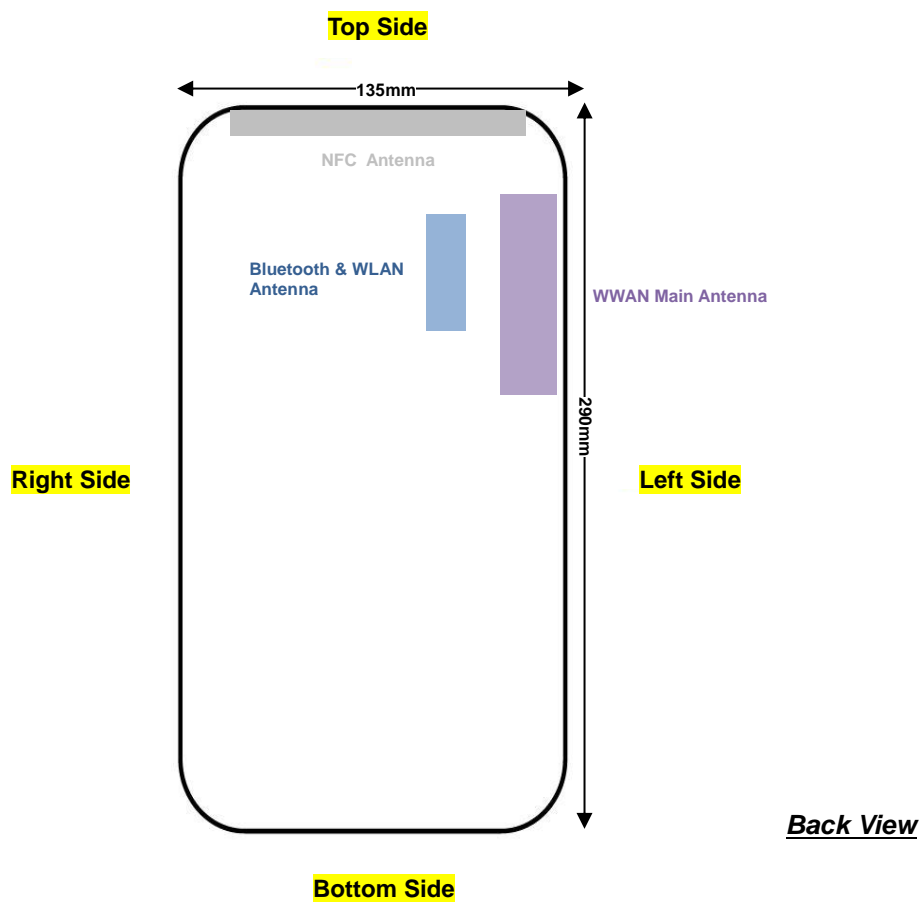 Top Side
135mm
NFC Antenna
Bluetooth & WLAN
Antenna
WWAN Main Antenna
290mm
Right Side
Left Side
Back View
Bottom Side